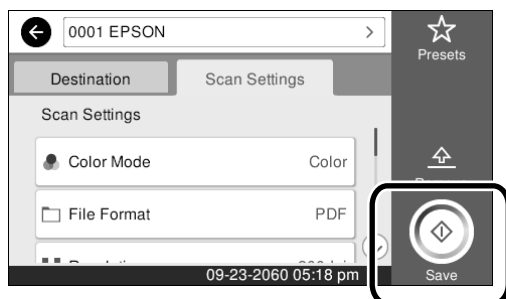 0001 EPSON
Presets
Destination
Scan Settings
Scan Settings
Color Mode
Color
File Format
PDF
09-23-2060 05:18 pm
Save